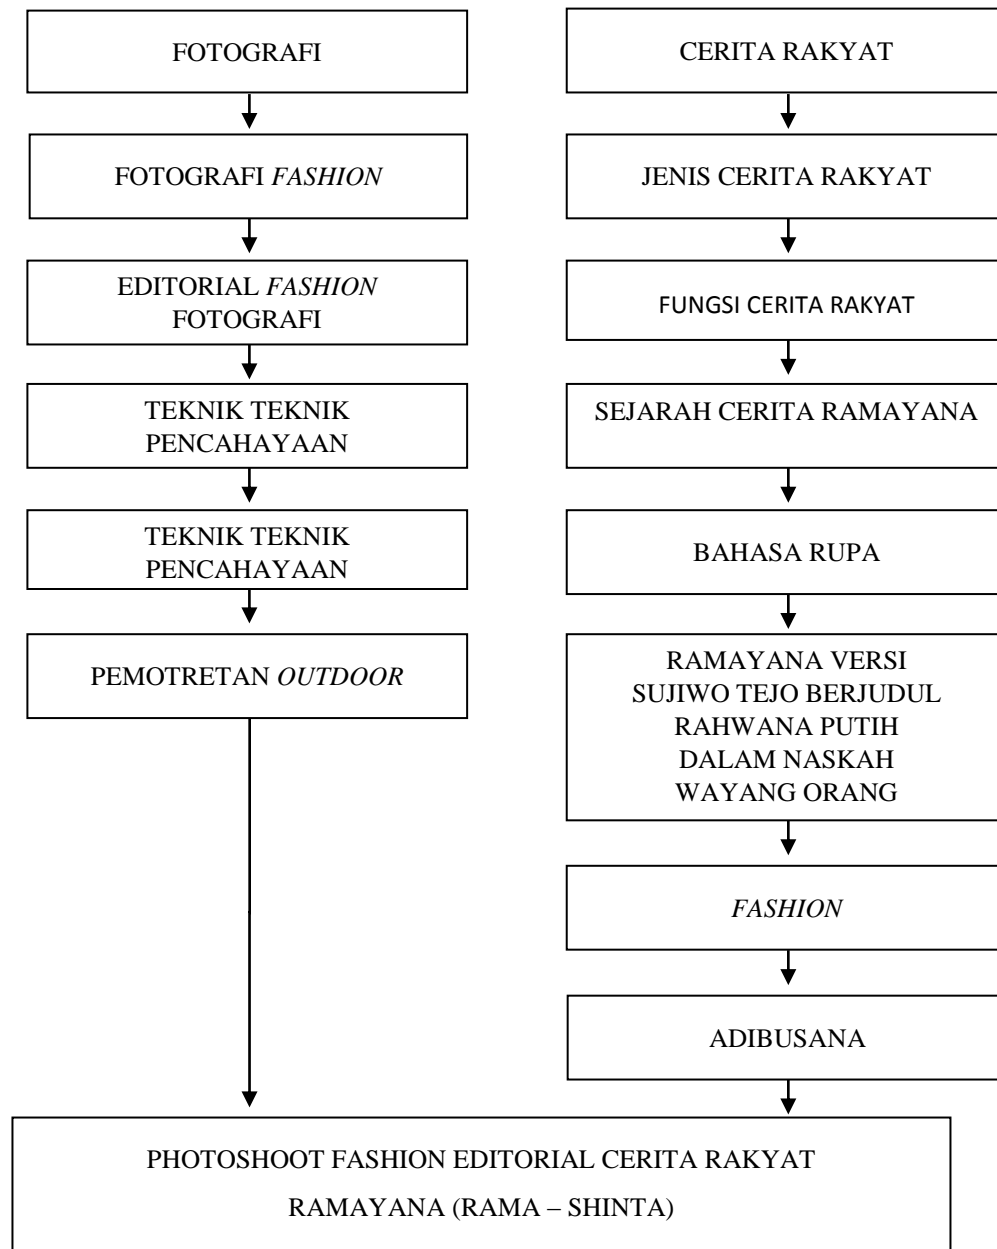 FOTOGRAFI
FOTOGRAFI FASHION
EDITORIAL FASHION
FOTOGRAFI
TEKNIK TEKNIK
PENCAHAYAAN
TEKNIK TEKNIK
PENCAHAYAAN
PEMOTRETAN OUTDOOR
CERITA RAKYAT
JENIS CERITA RAKYAT
FUNGSI CERITA RAKYAT
SEJARAH CERITA RAMAYANA
BAHASA RUPA
RAMAYANA VERSI
SUJIWO TEJO BERJUDUL
RAHWANA PUTIH
DALAM NASKAH
WAYANG ORANG
FASHION
ADIBUSANA
PHOTOSHOOT FASHION EDITORIAL CERITA RAKYAT
RAMAYANA (RAMA – SHINTA)